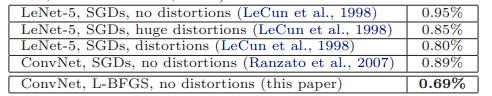 LeNet-5, SGDs, no distortions (LeCun et al., 1998) 0.95%
LeNet-5, SGDs, huge distortions (LeCun et al., 1998) 0.85%
LeNet-5, SGDs, distortions (LeCun et al., 1998) 0.80%
ConvNet, SGDs, no distortions (Ranzato et al., 2007) 0.89%
ConvNet, L-BFGS, no distortions (this paper) 0.69%